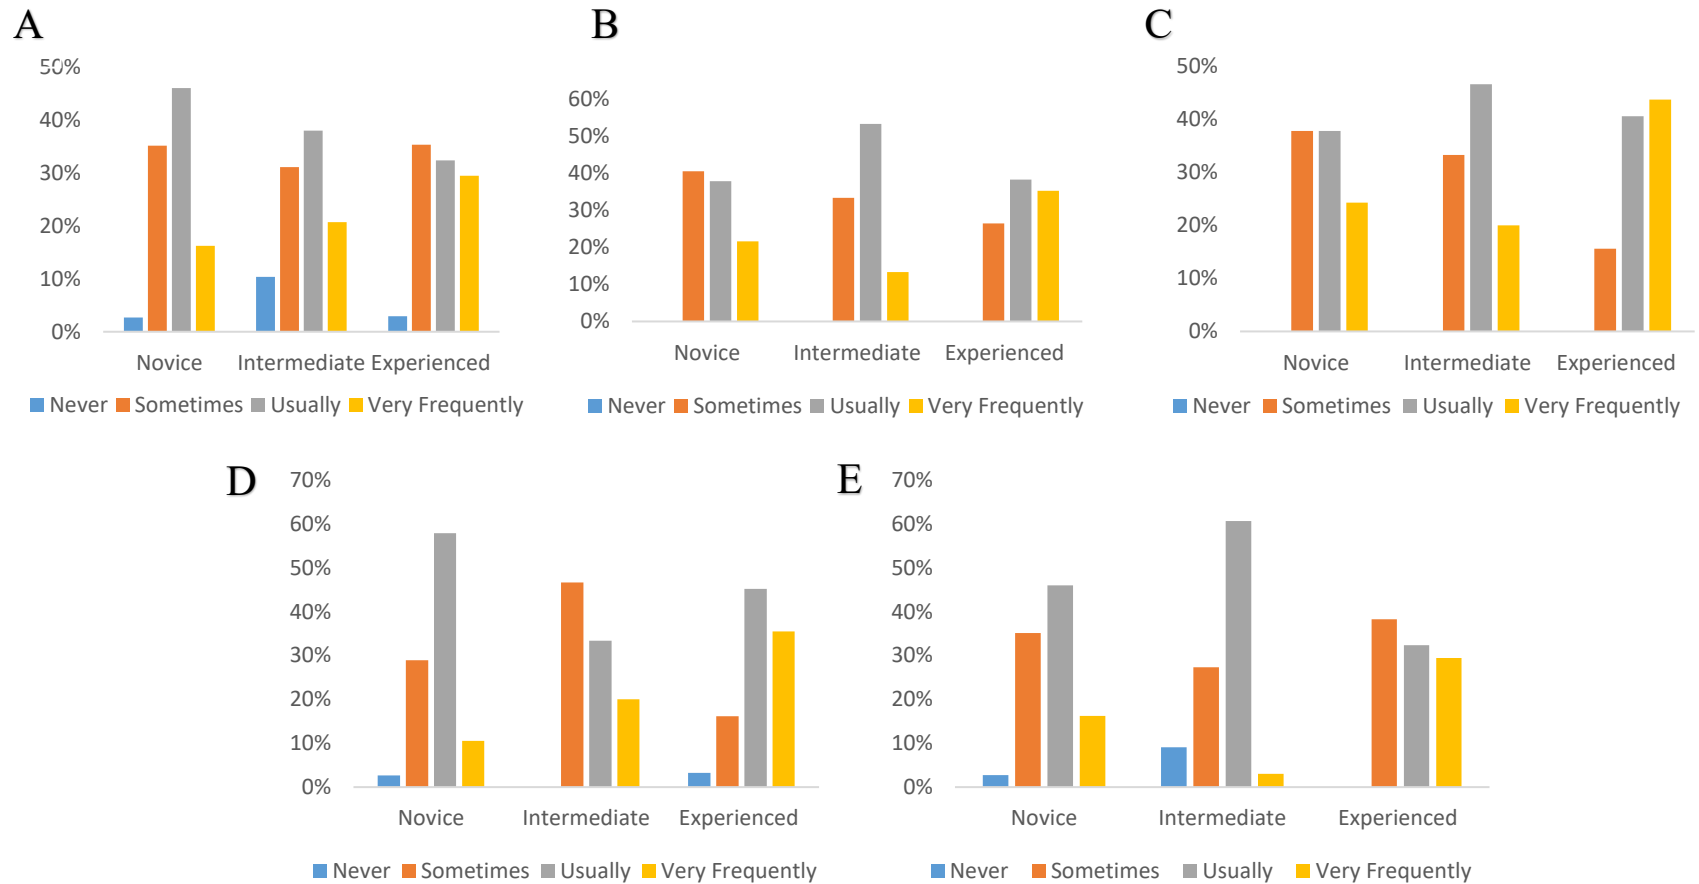 A
50%
40%
30%
20%
10%
0%
Novice Intermediate Experienced
Never Sometimes Usually Very Frequently
B
60%
50%
40%
30%
20%
10%
0%
Novice Intermediate Experienced
Never Sometimes Usually Very Frequently
C
50%
40%
30%
20%
10%
0%
Novice Intermediate Experienced
Never Sometimes Usually Very Frequently
D
70%
60%
50%
40%
30%
20%
10%
0%
Novice Intermediate Experienced
Never Sometimes Usually Very Frequently
E
70%
60%
50%
40%
30%
20%
10%
0%
Novice Intermediate Experienced
Never Sometimes Usually Very Frequently